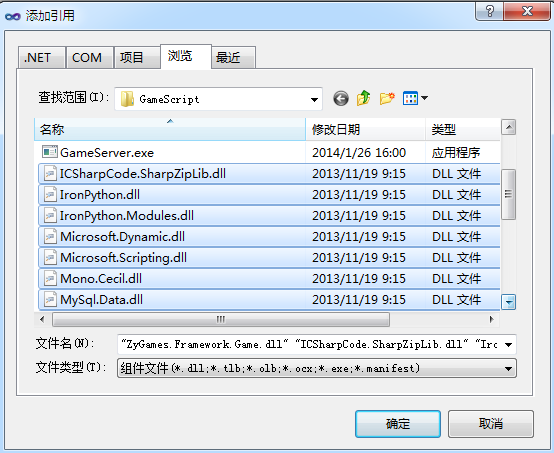 添加引用
.NET COM 项目 浏览 最近
查找范围(I): GameScript
名称 修改日期 类型
GameServer.exe 2014/1/26 16:00 应用程序
ICSharpCode.SharpZipLib.dll 2013/11/19 9:15 DLL 文件
IronPython.dll 2013/11/19 9:15 DLL 文件
IronPython.Modules.dll 2013/11/19 9:15 DLL 文件
Microsoft.Dynamic.dll 2013/11/19 9:15 DLL 文件
Microsoft.Scripting.dll 2013/11/19 9:15 DLL 文件
Mono.Cecil.dll 2013/11/19 9:15 DLL 文件
MySql.Data.dll 2013/11/19 9:15 DLL 文件
文件名(N): "ZyGames.Framework.Game.dll" "ICSharpCode.SharpZipLib.dll" "Iro
文件类型(T): 组件文件(*.dll;*.tlb;*.olb;*.ocx;*.exe;*.manifest)
确定 取消